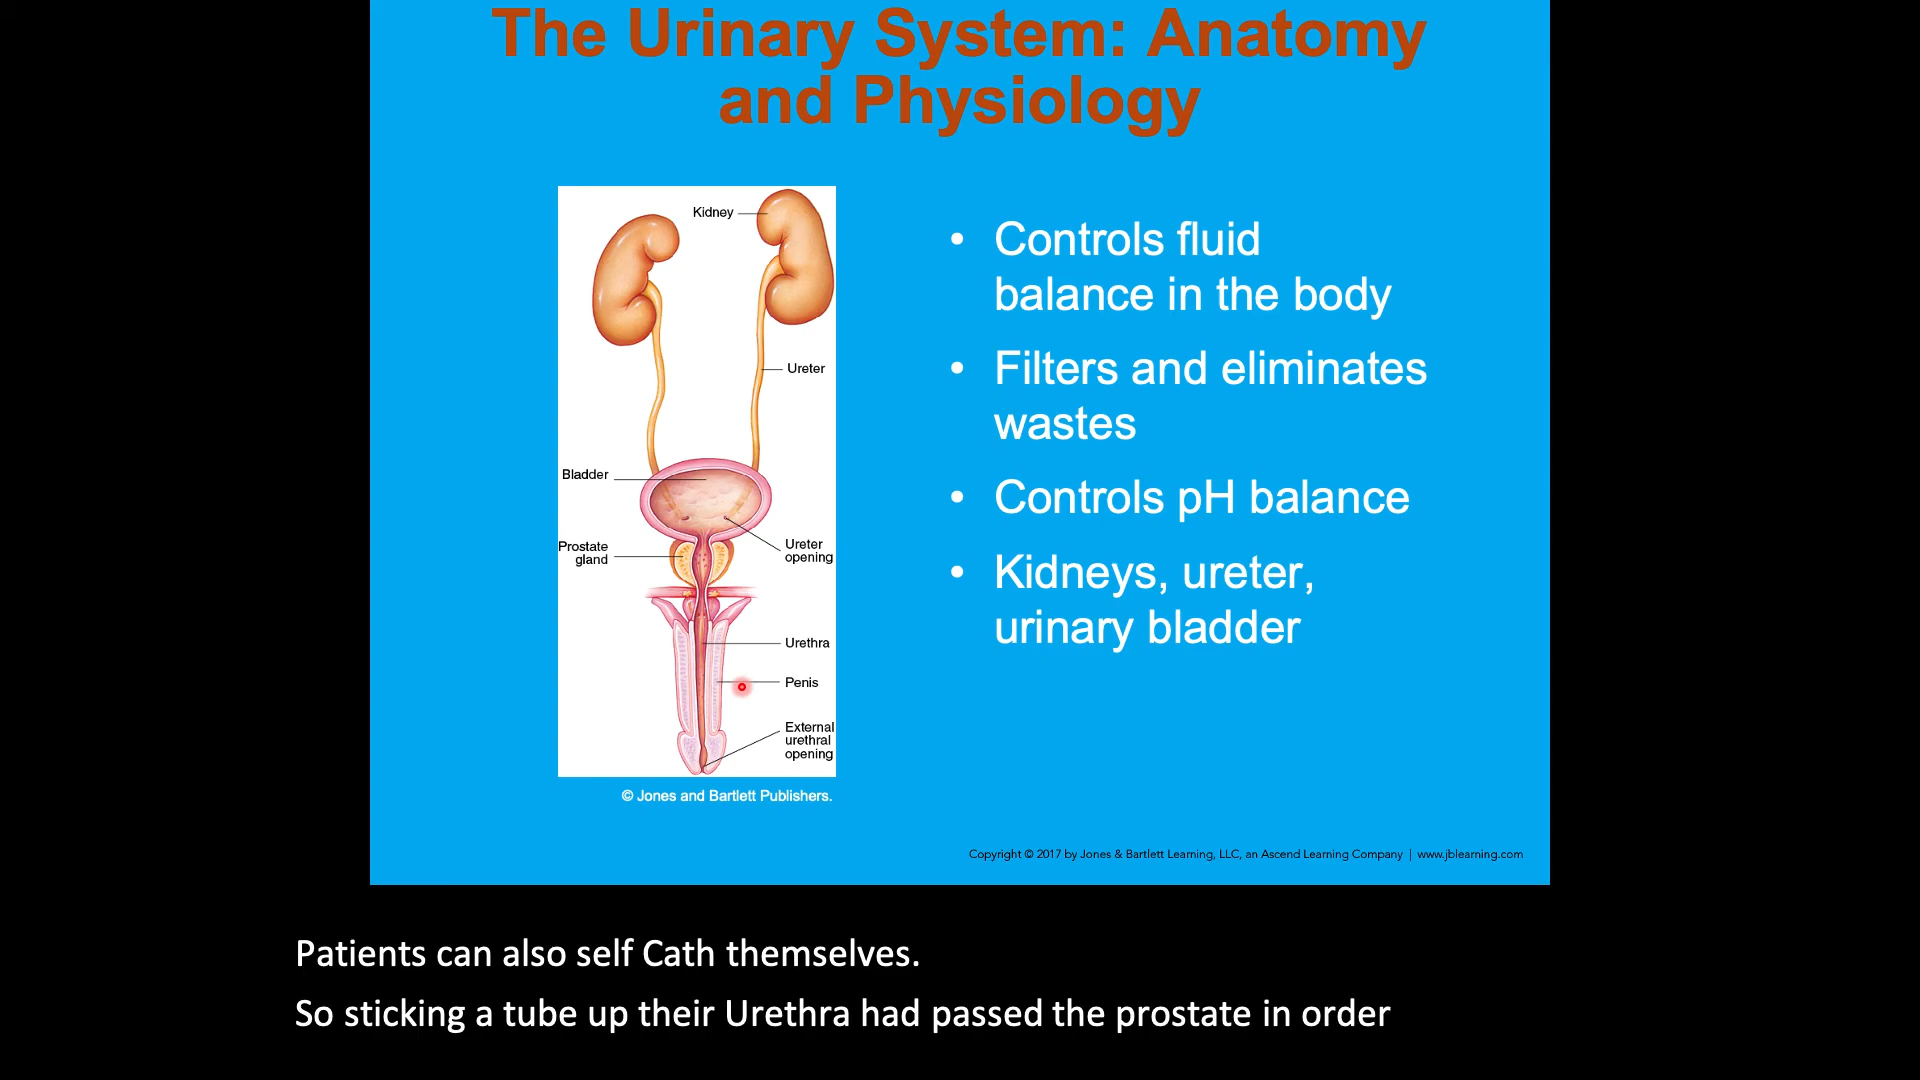 The Urinary System: Anatomy
and Physiology
Kidney
Ureter
Bladder
Prostate
gland
Ureter
opening
Urethra
Penis
External
urethral
opening
© Jones and Bartlett Publishers.
• Controls fluid
balance in the body
• Filters and eliminates
wastes
• Controls pH balance
• Kidneys, ureter,
urinary bladder
Copyright © 2017 by Jones & Bartlett Learning, LLC, an Ascend Learning Company | www.jblearning.com
Patients can also self Cath themselves.
So sticking a tube up their Urethra had passed the prostate in order